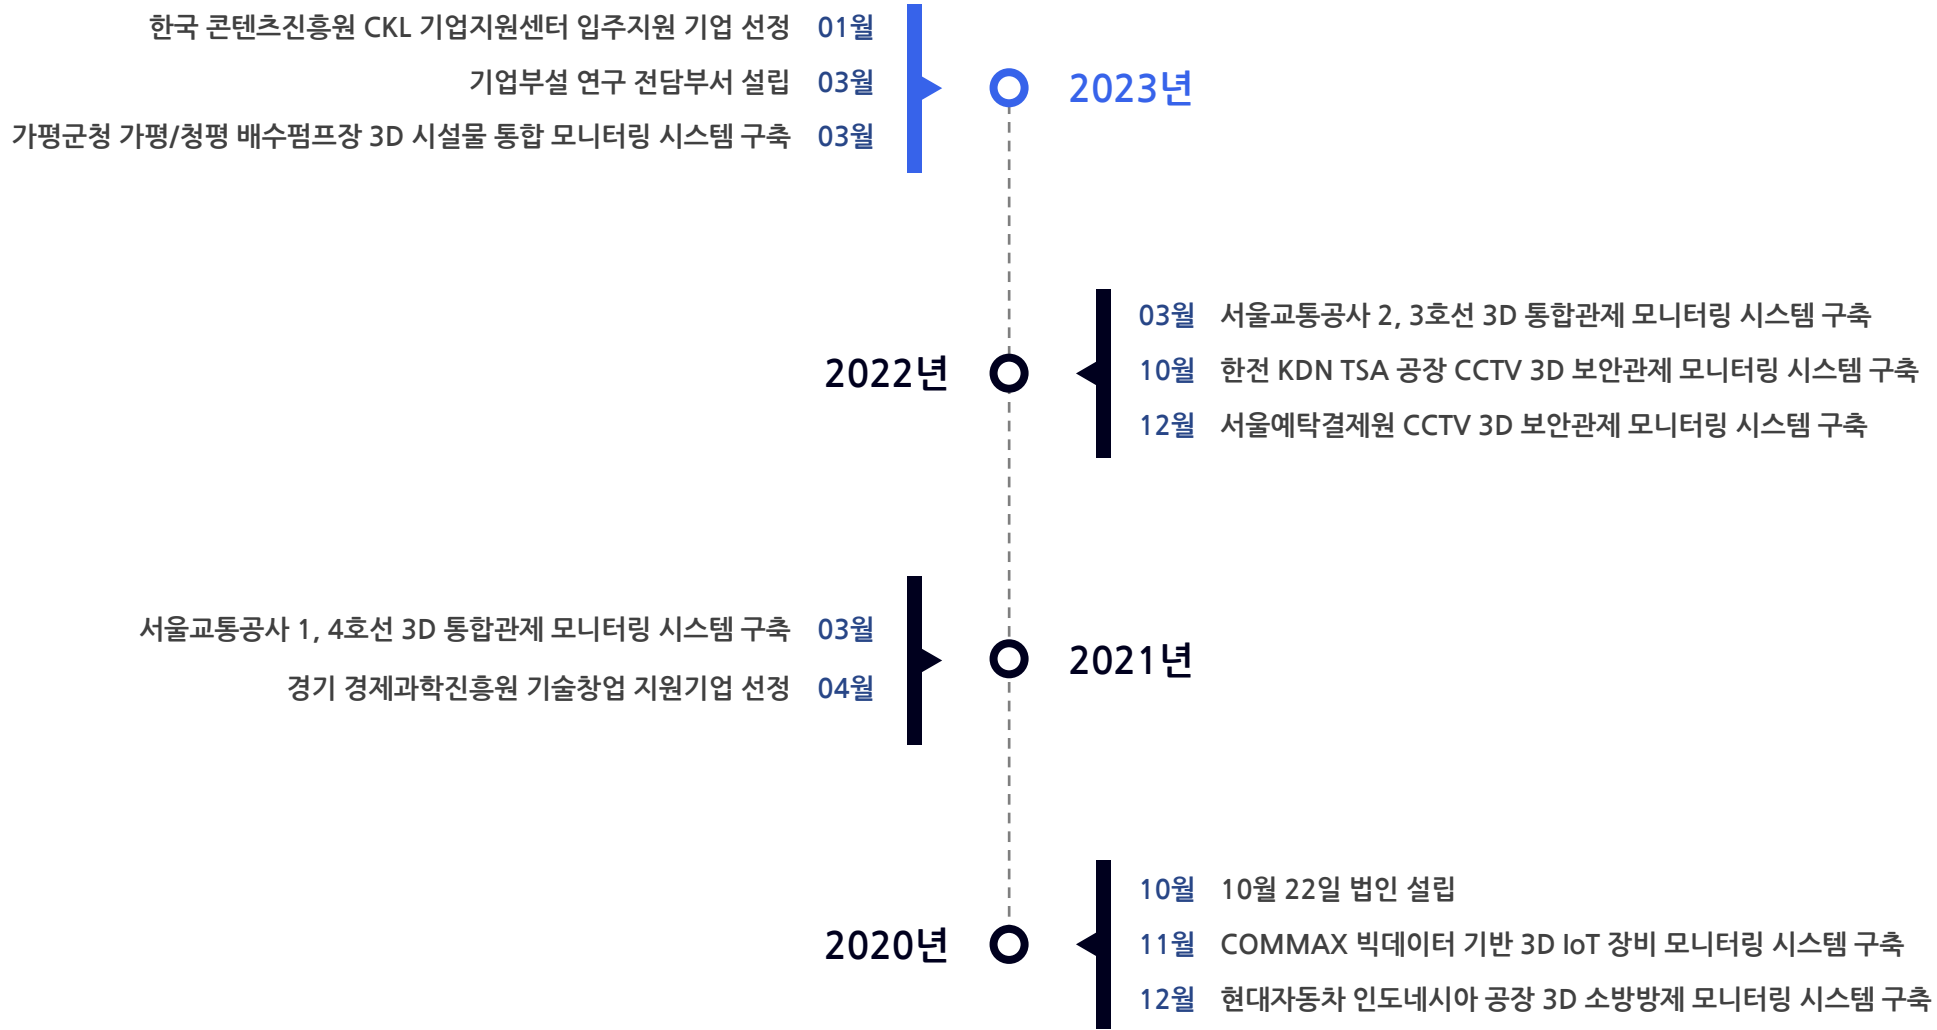 한국 콘텐츠진흥원 CKL 기업지원센터 입주지원 기업 선정 01월
기업부설 연구 전담부서 설립 03월
2023년
가평군청 가평/청평 배수펌프장 3D 시설물 통합 모니터링 시스템 구축 03월
03월 서울교통공사 2, 3호선 3D 통합관제 모니터링 시스템 구축
2022년
10월 한전 KDN TSA 공장 CCTV 3D 보안관제 모니터링 시스템 구축
12월 서울예탁결제원 CCTV 3D 보안관제 모니터링 시스템 구축
서울교통공사 1, 4호선 3D 통합관제 모니터링 시스템 구축 03월
2021년
경기 경제과학진흥원 기술창업 지원기업 선정 04월
10월 10월 22일 법인 설립
2020년
11월 COMMAX 빅데이터 기반 3D IoT 장비 모니터링 시스템 구축
12월 현대자동차 인도네시아 공장 3D 소방방제 모니터링 시스템 구축